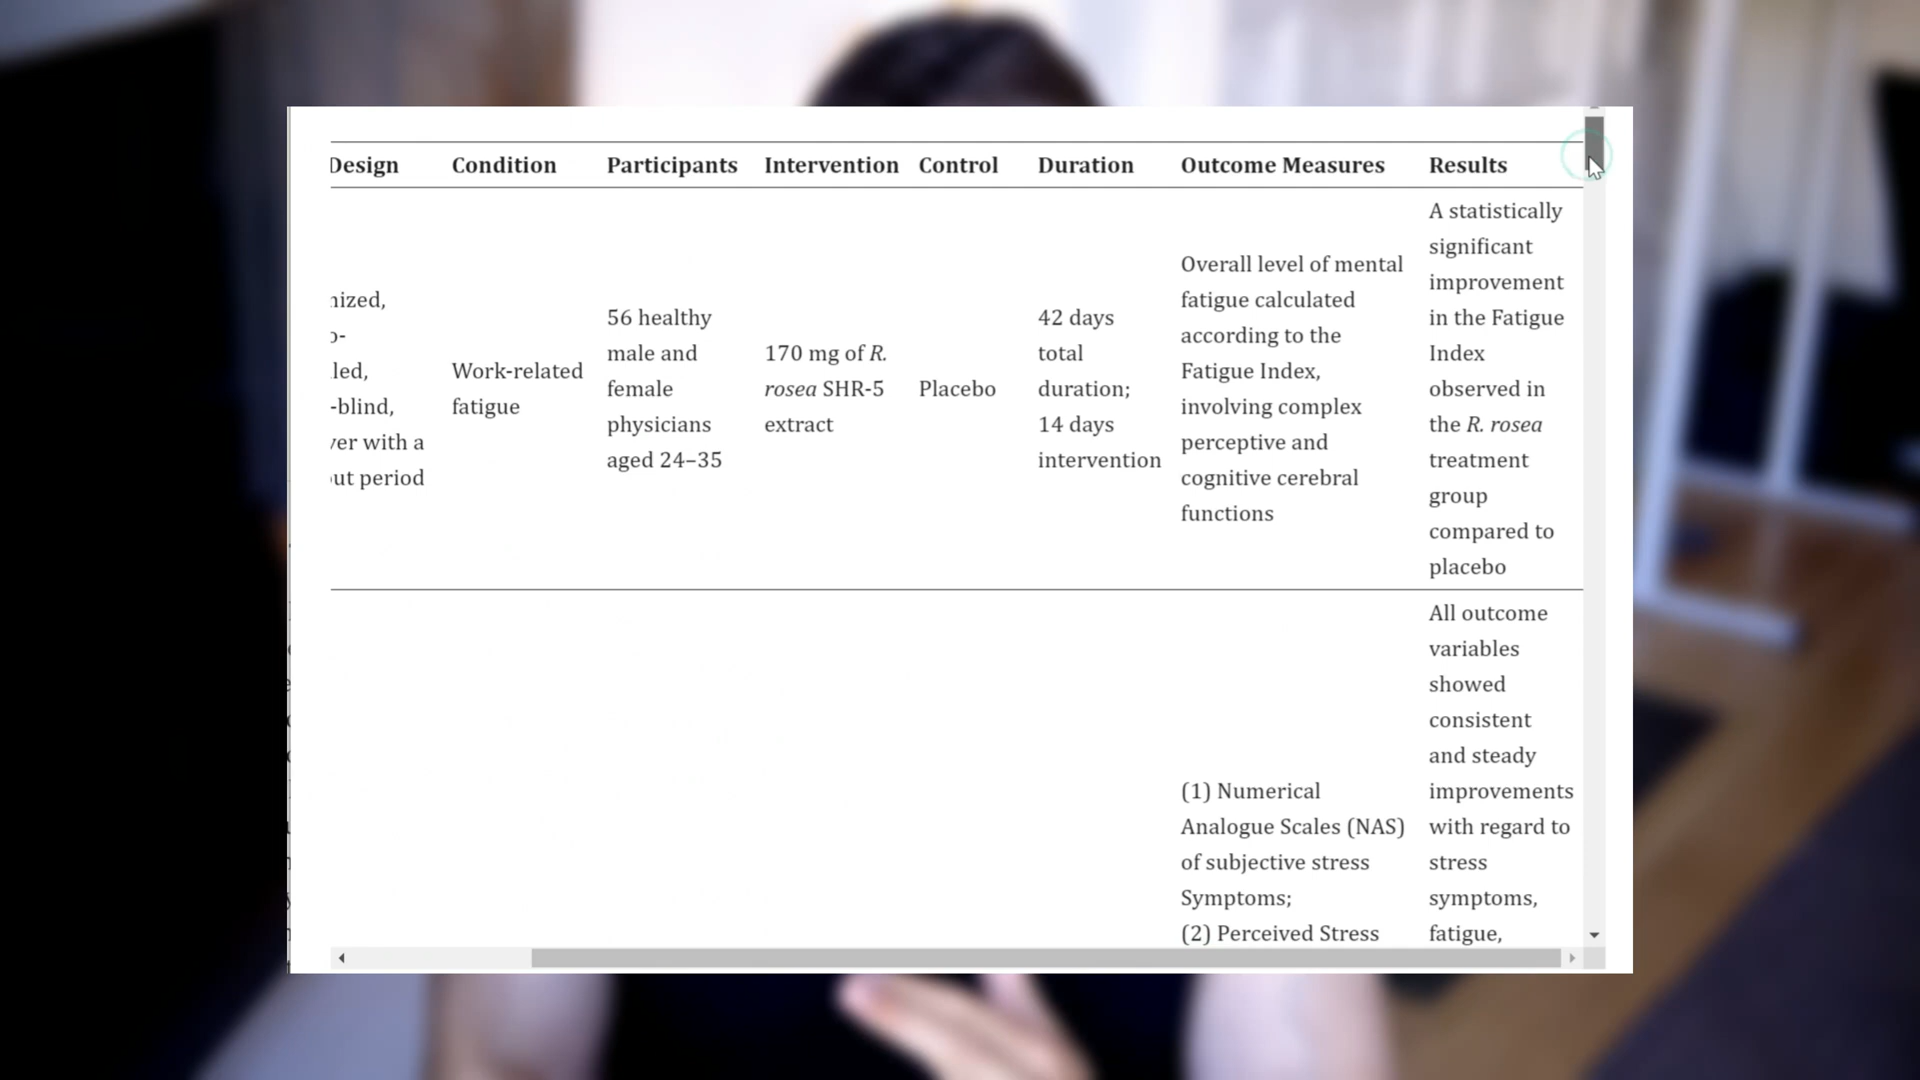 Design Condition Participants Intervention Control Duration Outcome Measures Results
nized,
o-
led,
-blind,
ver with a
out period
Work-related
fatigue
56 healthy
male and
female
physicians
aged 24–35
170 mg of R.
rosea SHR-5
extract
Placebo
42 days
total
duration;
14 days
intervention
Overall level of mental
fatigue calculated
according to the
Fatigue Index,
involving complex
perceptive and
cognitive cerebral
functions
A statistically
significant
improvement
in the Fatigue
Index
observed in
the R. rosea
treatment
group
compared to
placebo
(1) Numerical
Analogue Scales (NAS)
of subjective stress
Symptoms;
(2) Perceived Stress
All outcome
variables
showed
consistent
and steady
improvements
with regard to
stress
symptoms,
fatigue,